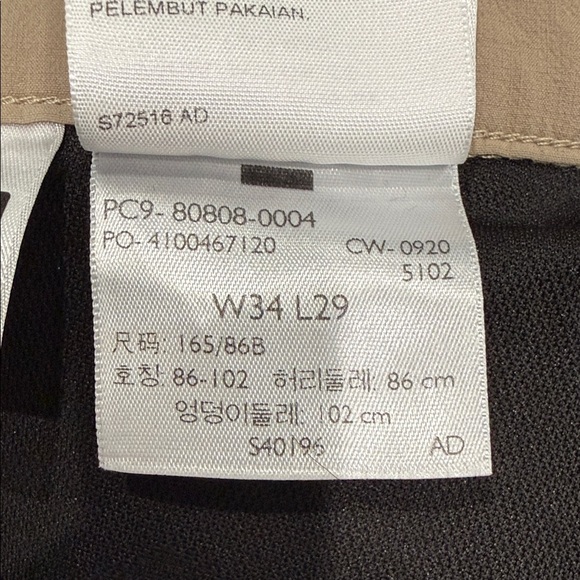 PELEMBUT PAKAIAN.
S72516 AD
PC9- 80808-0004
PO- 4100467120 CW- 0920
5102
W34 L29
尺码: 165/86B
호칭: 86-102 허리둘레: 86 cm
엉덩이둘레: 102 cm
S40196 AD